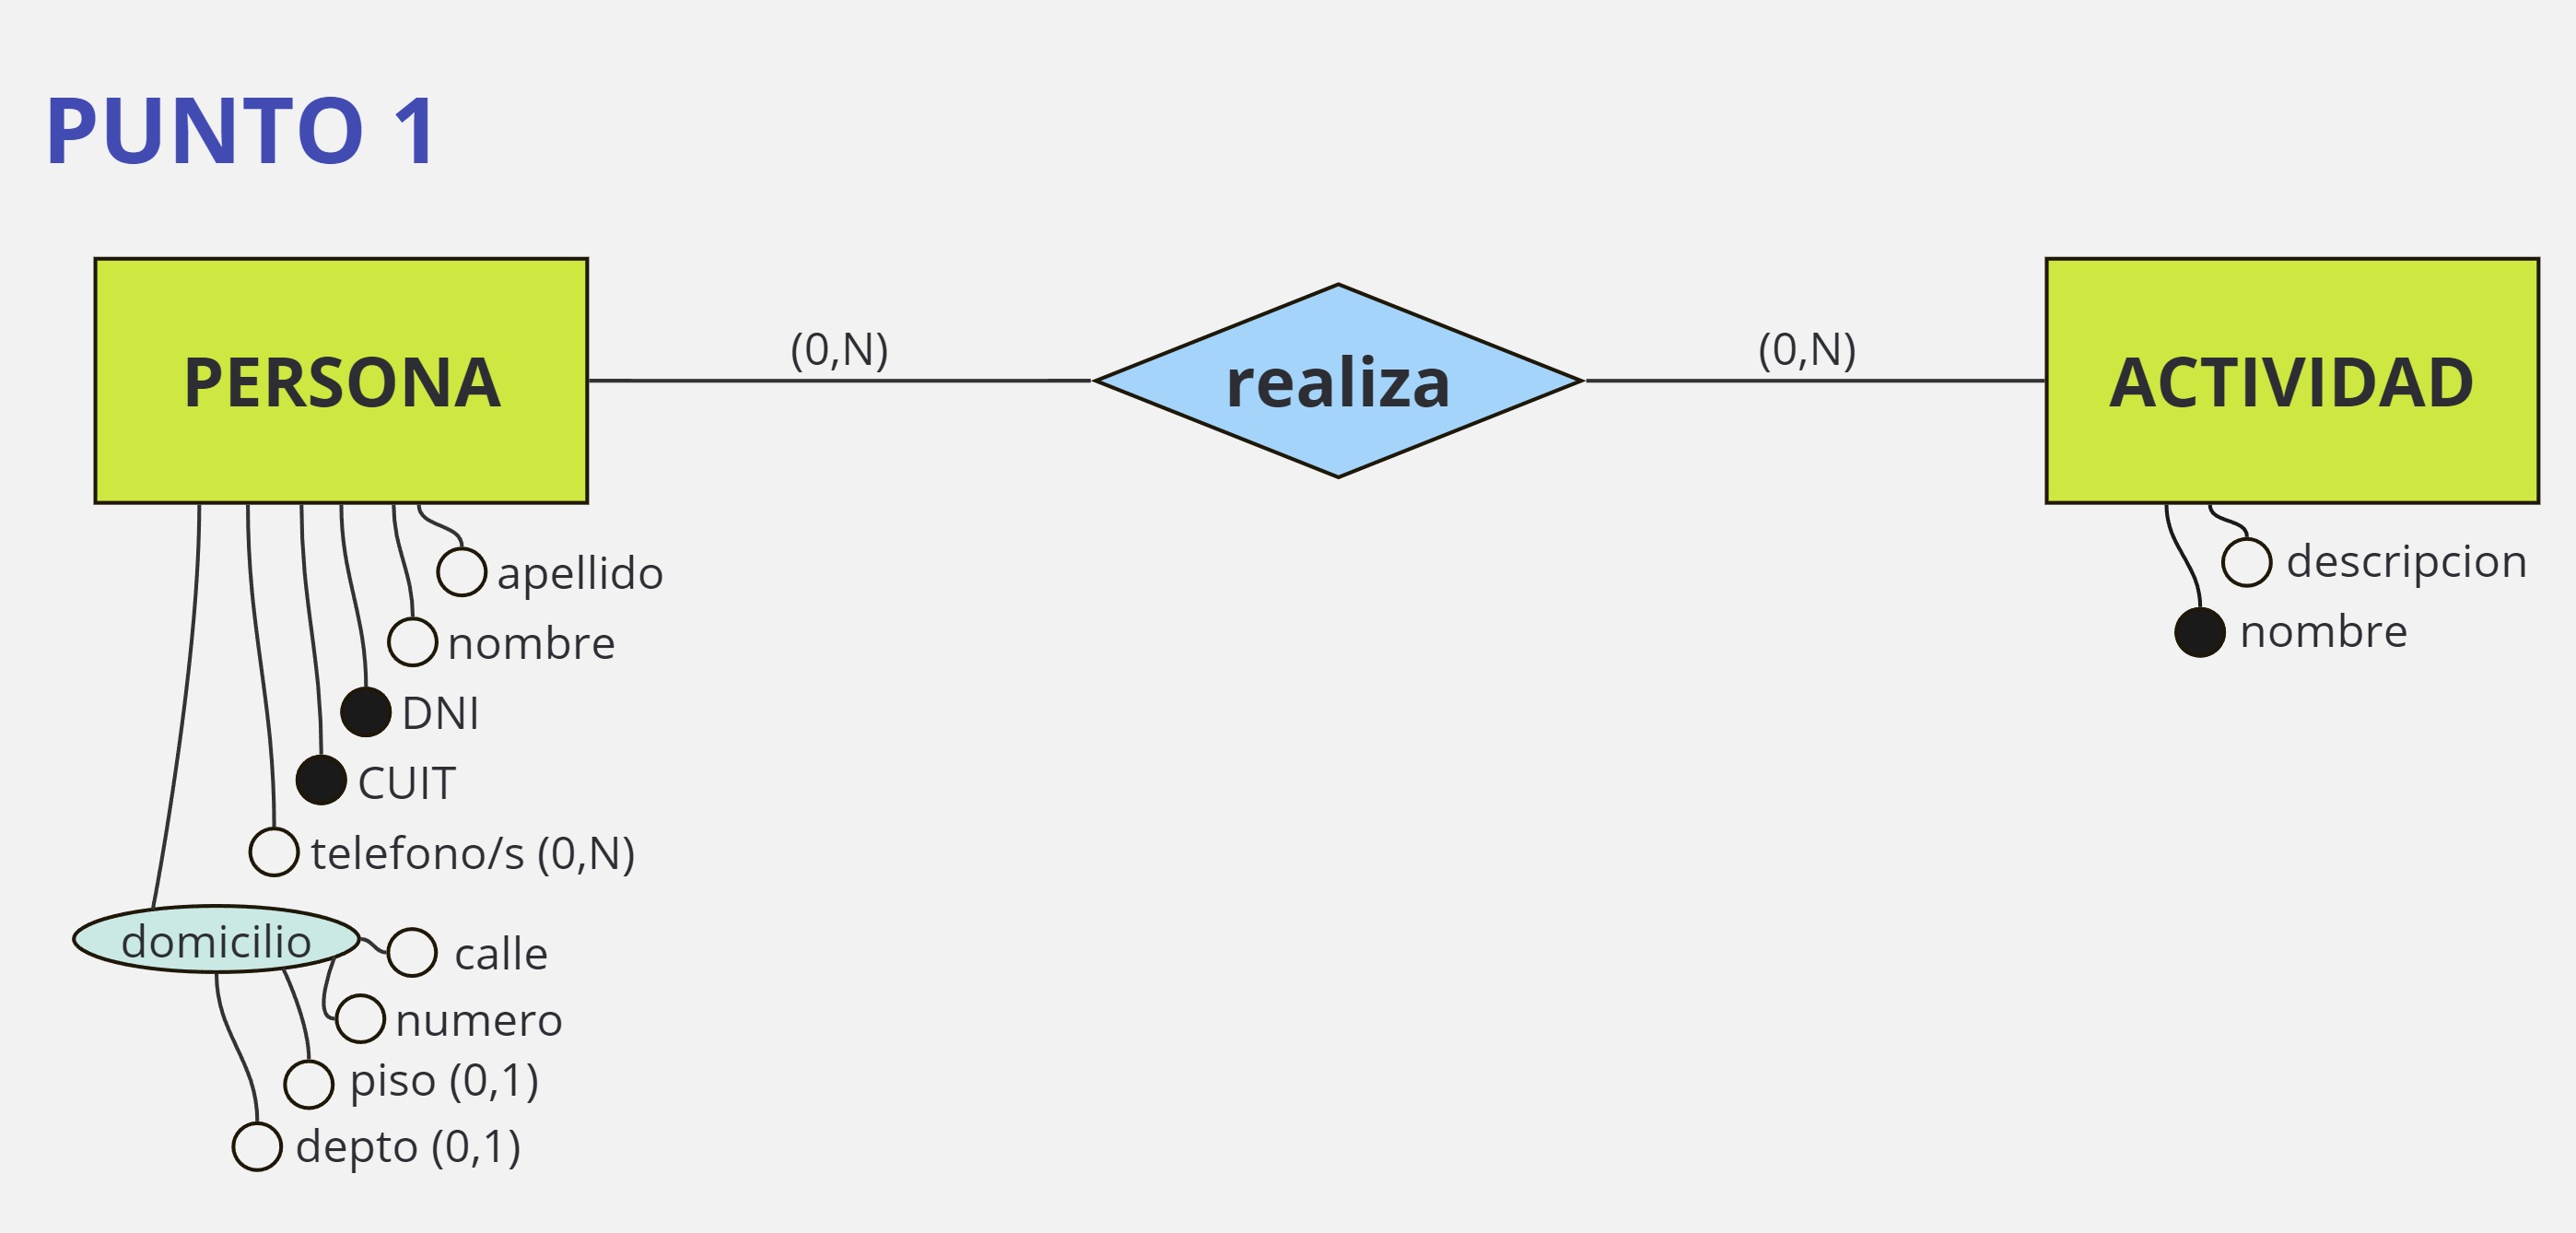 PUNTO 1
PERSONA
(0,N)
realiza
(0,N)
ACTIVIDAD
apellido
nombre
DNI
CUIT
telefono/s (0,N)
domicilio
calle
numero
piso (0,1)
depto (0,1)
descripcion
nombre